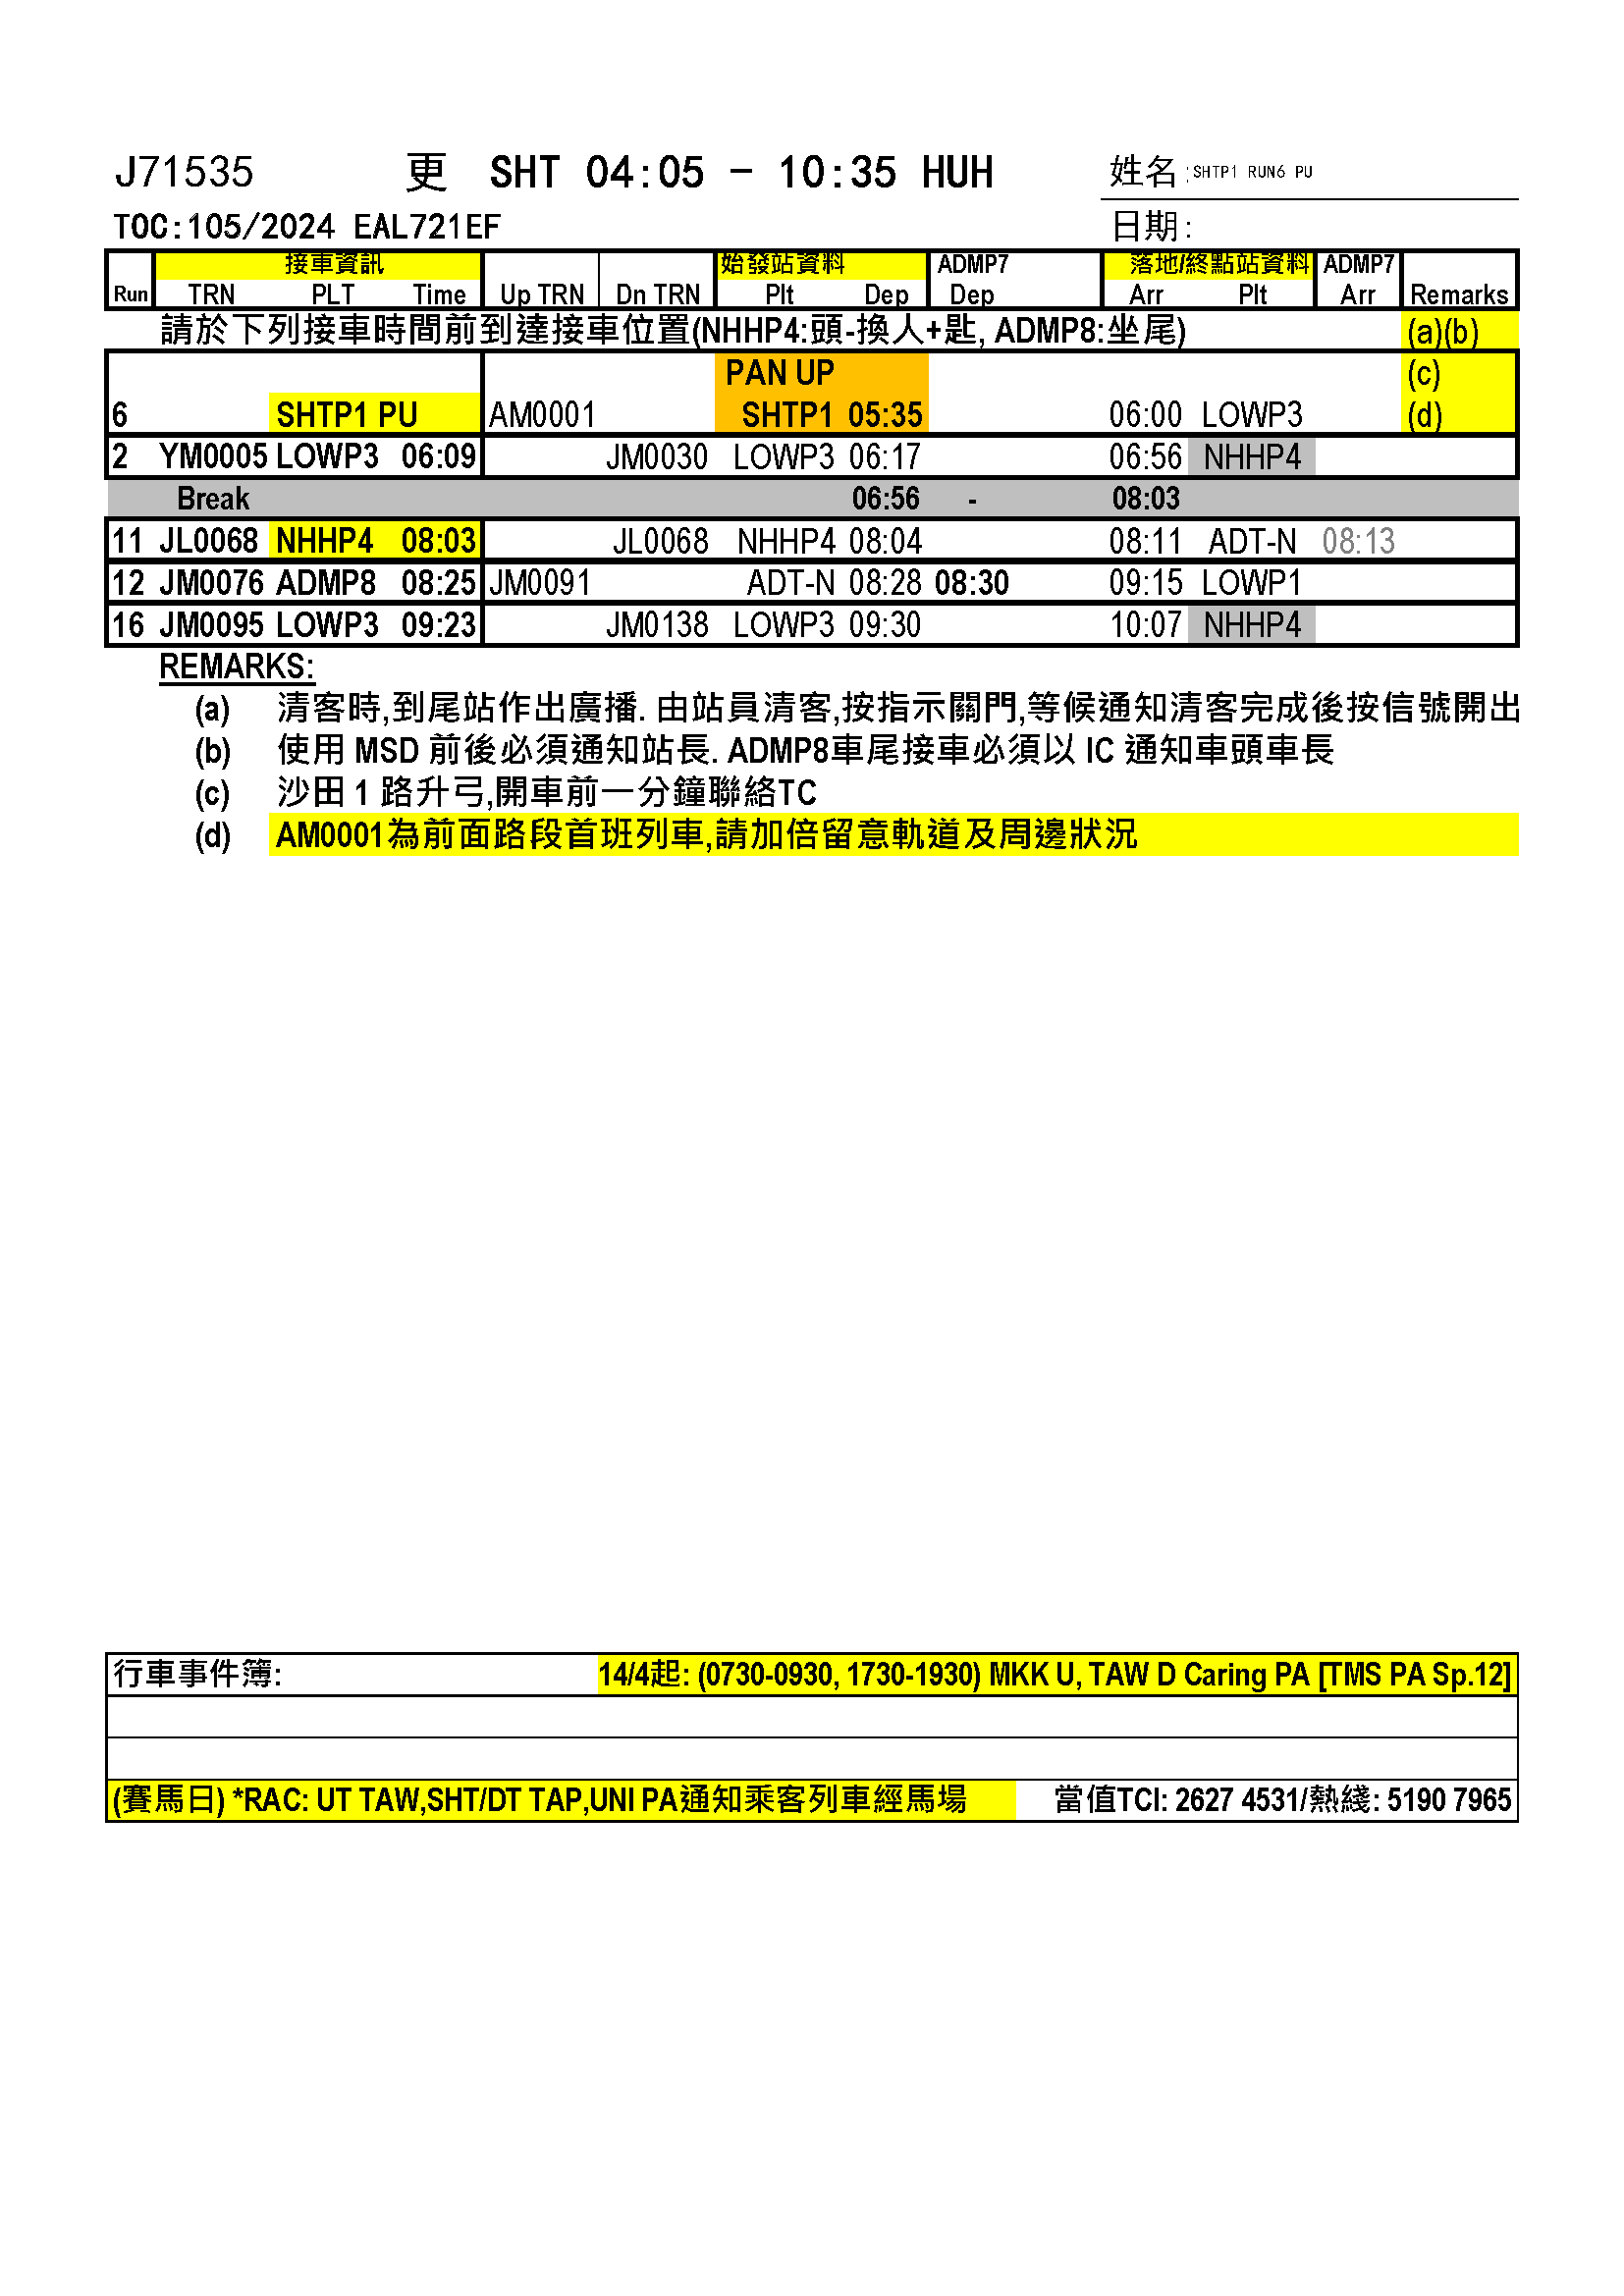 J71535 更 SHT 04:05 - 10:35 HUH 姓名:SHTP1 RUN6 PU
TOC:105/2024 EAL721EF 日期:
接車資訊 始發站資料 ADMP7 落地/終點站資料 ADMP7
Run TRN PLT Time Up TRN Dn TRN Plt Dep Dep Arr Plt Arr Remarks
請於下列接車時間前到達接車位置(NHHP4:頭-換人+匙, ADMP8:坐尾) (a)(b)
PAN UP (c)
6 SHTP1 PU AM0001 SHTP1 05:35 06:00 LOWP3 (d)
2 YM0005 LOWP3 06:09 JM0030 LOWP3 06:17 06:56 NHHP4
Break 06:56 - 08:03
11 JL0068 NHHP4 08:03 JL0068 NHHP4 08:04 08:11 ADT-N 08:13
12 JM0076 ADMP8 08:25 JM0091 ADT-N 08:28 08:30 09:15 LOWP1
16 JM0095 LOWP3 09:23 JM0138 LOWP3 09:30 10:07 NHHP4
REMARKS:
(a) 清客時,到尾站作出廣播. 由站員清客,按指示關門,等候通知清客完成後按信號開出
(b) 使用 MSD 前後必須通知站長. ADMP8車尾接車必須以 IC 通知車頭車長
(c) 沙田 1 路升弓,開車前一分鐘聯絡TC
(d) AM0001為前面路段首班列車,請加倍留意軌道及周邊狀況
行車事件簿: 14/4起: (0730-0930, 1730-1930) MKK U, TAW D Caring PA [TMS PA Sp.12]
(賽馬日) *RAC: UT TAW,SHT/DT TAP,UNI PA通知乘客列車經馬場 當值TCI: 2627 4531/熱綫: 5190 7965